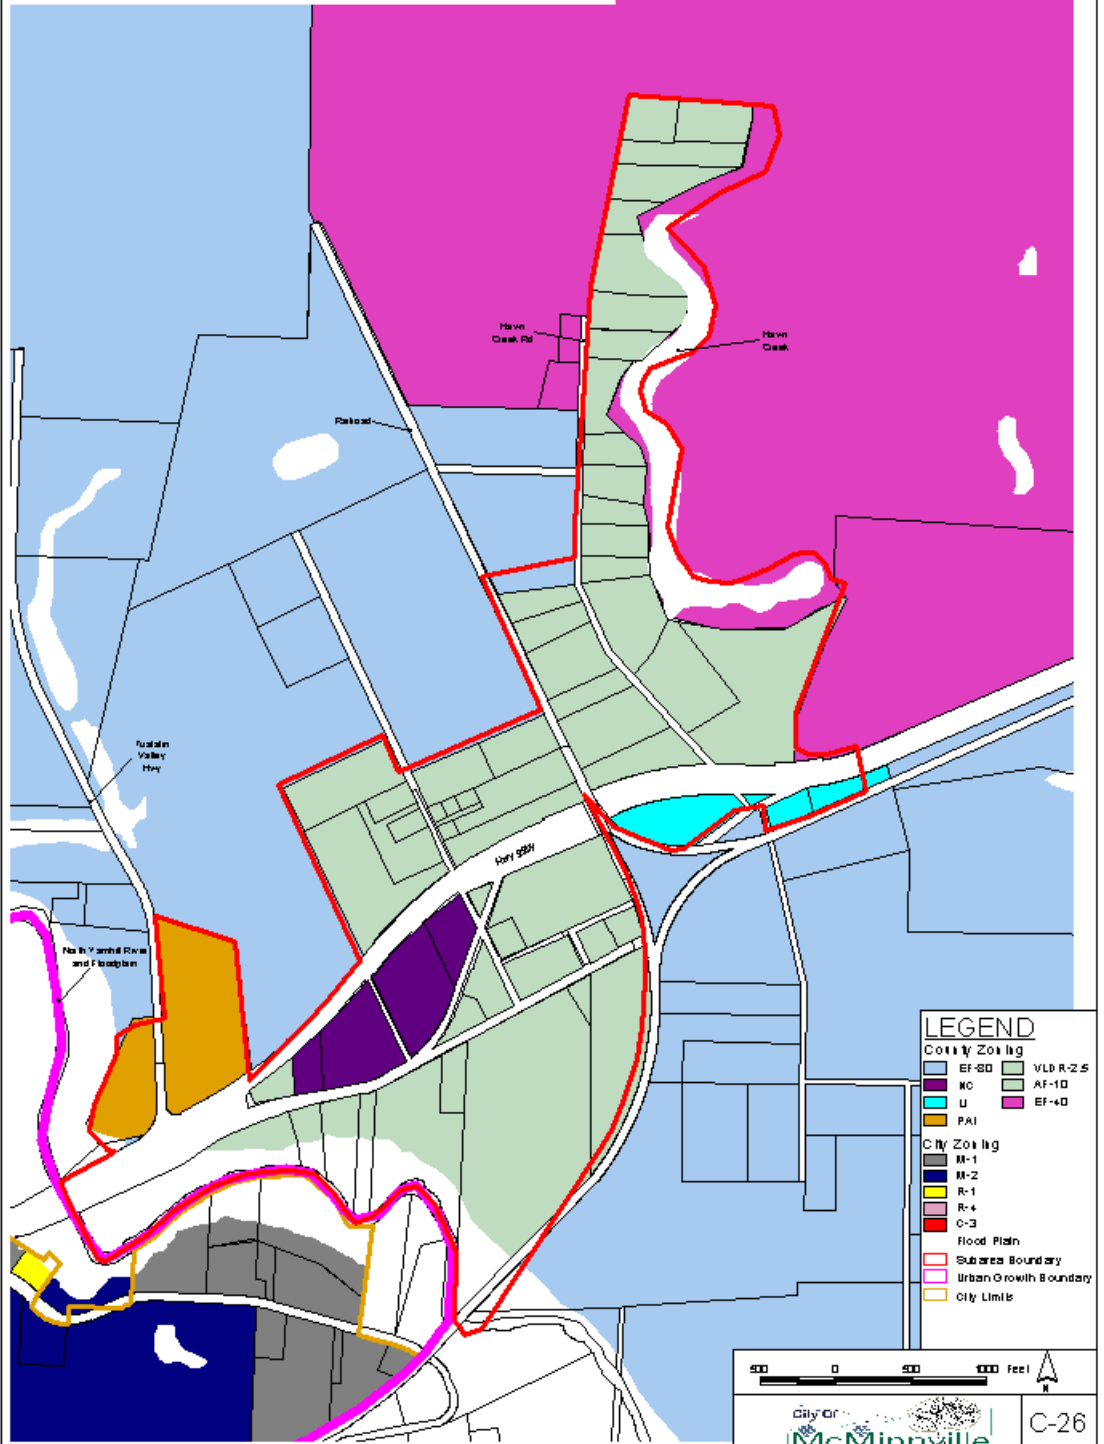 Hawn
Creek Rd
Hawn
Creek
Railroad
Tualatin
Valley
Hwy
Hwy 99W
North Yamhill River
and Floodplain
LEGEND
County Zoning
EF-80
VLDR-2.5
NC
AF-10
LI
EF-40
PAI
City Zoning
M-1
M-2
R-1
R-4
C-3
Flood Plain
Subarea Boundary
Urban Growth Boundary
City Limits
500 0 500 1000 Feet
N
City Of
McMinnville
C-26